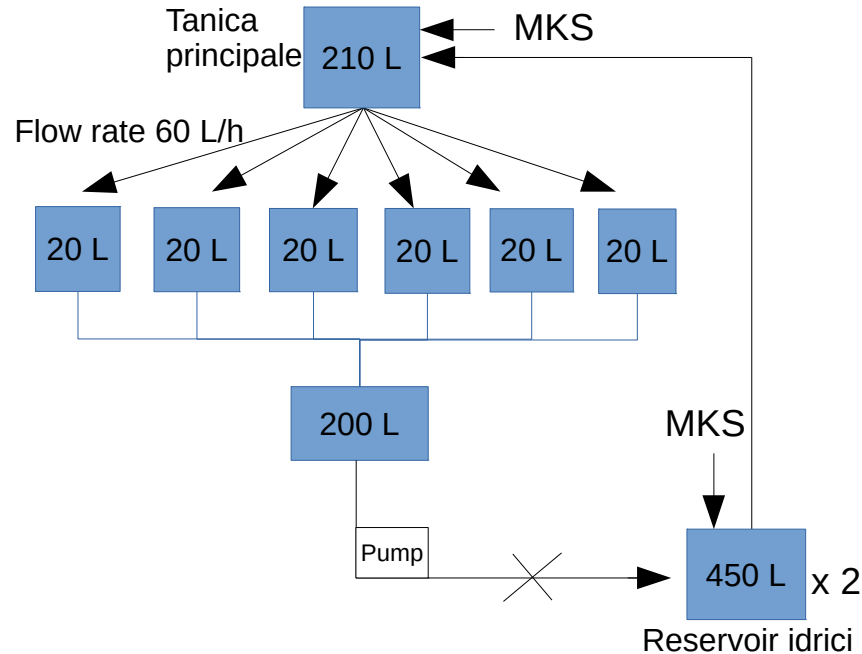 Tanica
principale
210 L
MKS
Flow rate 60 L/h
20 L
20 L
20 L
20 L
20 L
20 L
200 L
MKS
Pump
450 L
x 2
Reservoir idrici